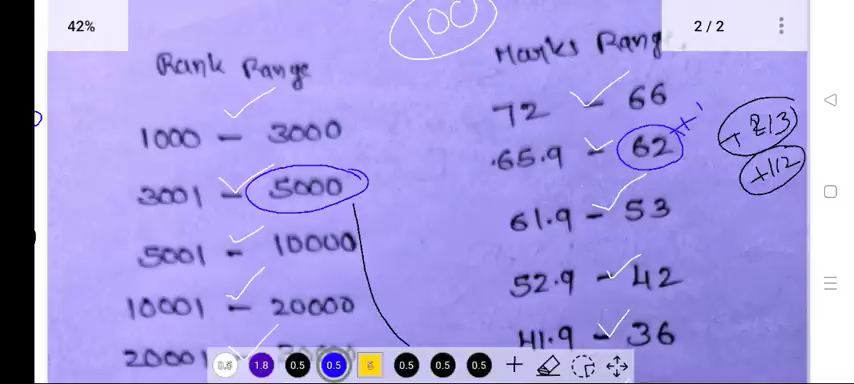 42%
100
2 / 2
Rank Range
Marks Range
1000 – 3000
72 – 66
3001 – 5000
65.9 – 62
5001 – 10000
61.9 – 53
10001 – 20000
52.9 – 42
20001
41.9 – 36
+112
0.5 1.8 0.5 0.5 5 0.5 0.5 0.5